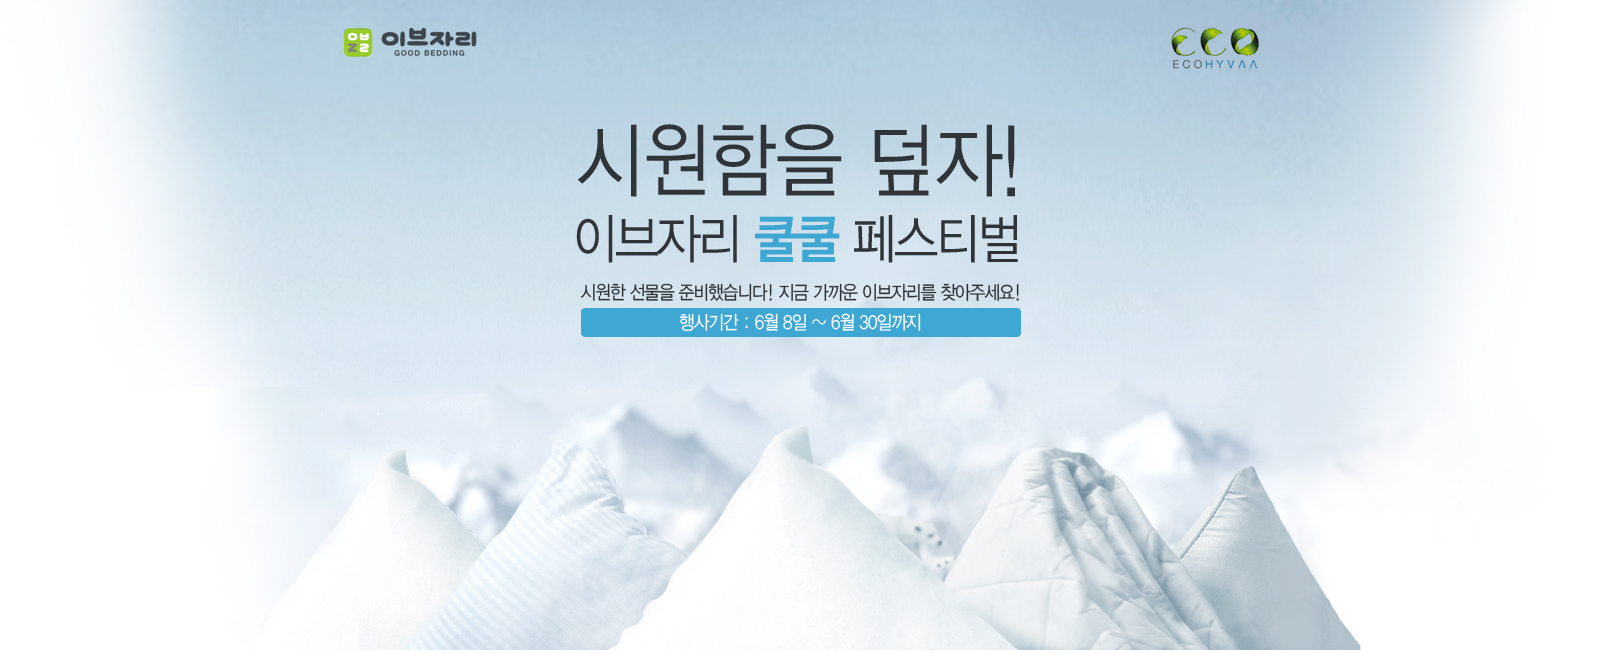 이브자리
GOOD BEDDING
eco
ECOHYVAA
시원함을 덮자!
이브자리 쿨쿨 페스티벌
시원한 선물을 준비했습니다! 지금 가까운 이브자리를 찾아주세요!
행사기간 : 6월 8일 ~ 6월 30일까지